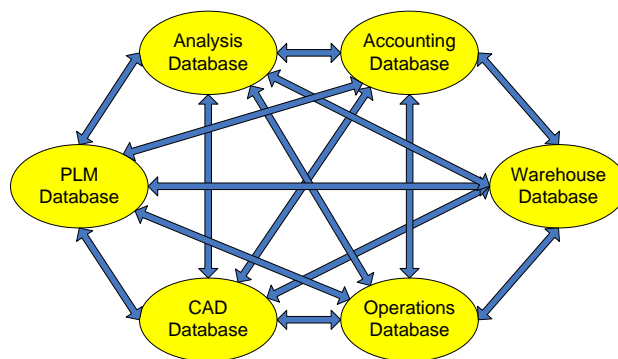 Analysis
Database
Accounting
Database
PLM
Database
Warehouse
Database
CAD
Database
Operations
Database